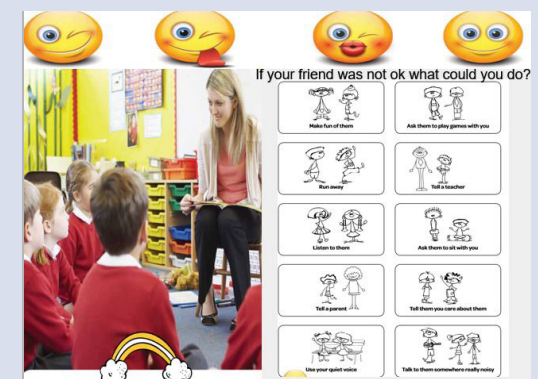 If your friend was not ok what could you do?
Make fun of them
Ask them to play games with you
Run away
Tell a teacher
Listen to them
Ask them to sit with you
Tell a parent
Tell them you care about them
Use your quiet voice
Talk to them somewhere really noisy